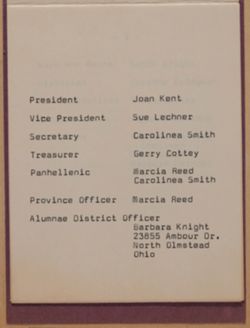 President Joan Kent
Vice President Sue Lechner
Secretary Carolinea Smith
Treasurer Gerry Cottey
Panhellenic Marcia Reed
Carolinea Smith
Province Officer Marcia Reed
Alumnae District Officer
Barbara Knight
23855 Ambour Dr.
North Olmstead
Ohio